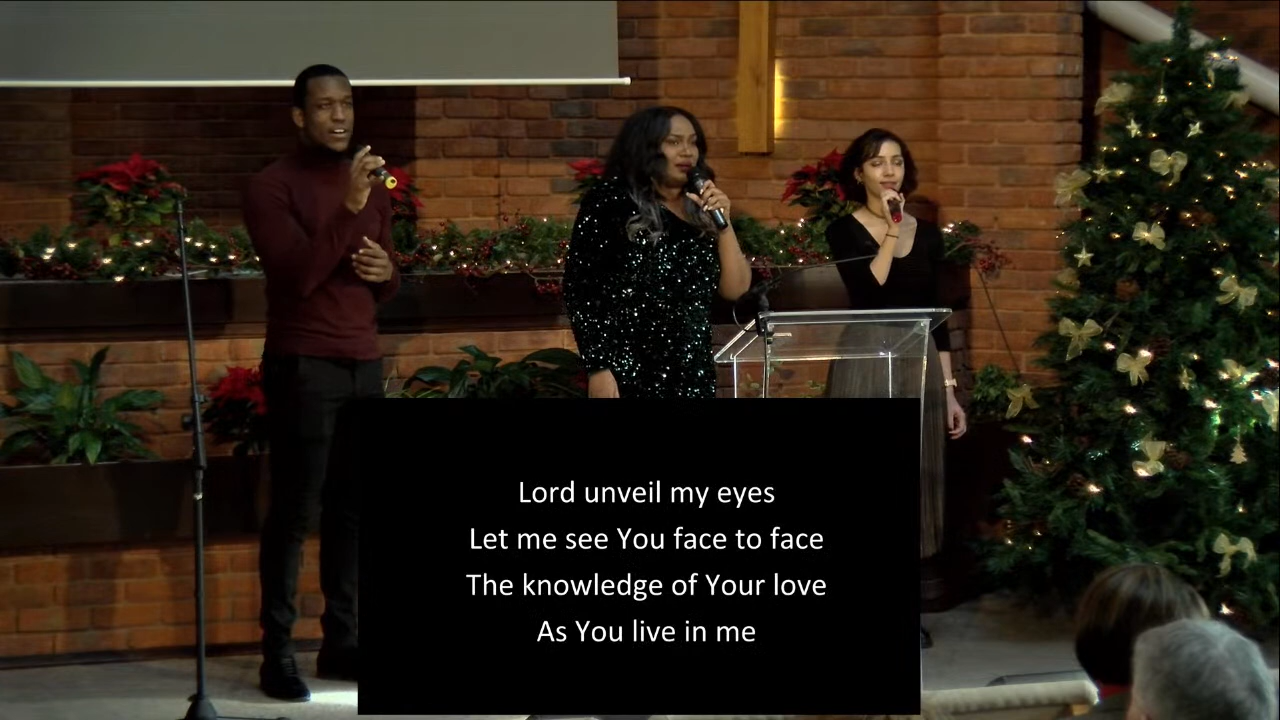 Lord unveil my eyes
Let me see You face to face
The knowledge of Your love
As You live in me